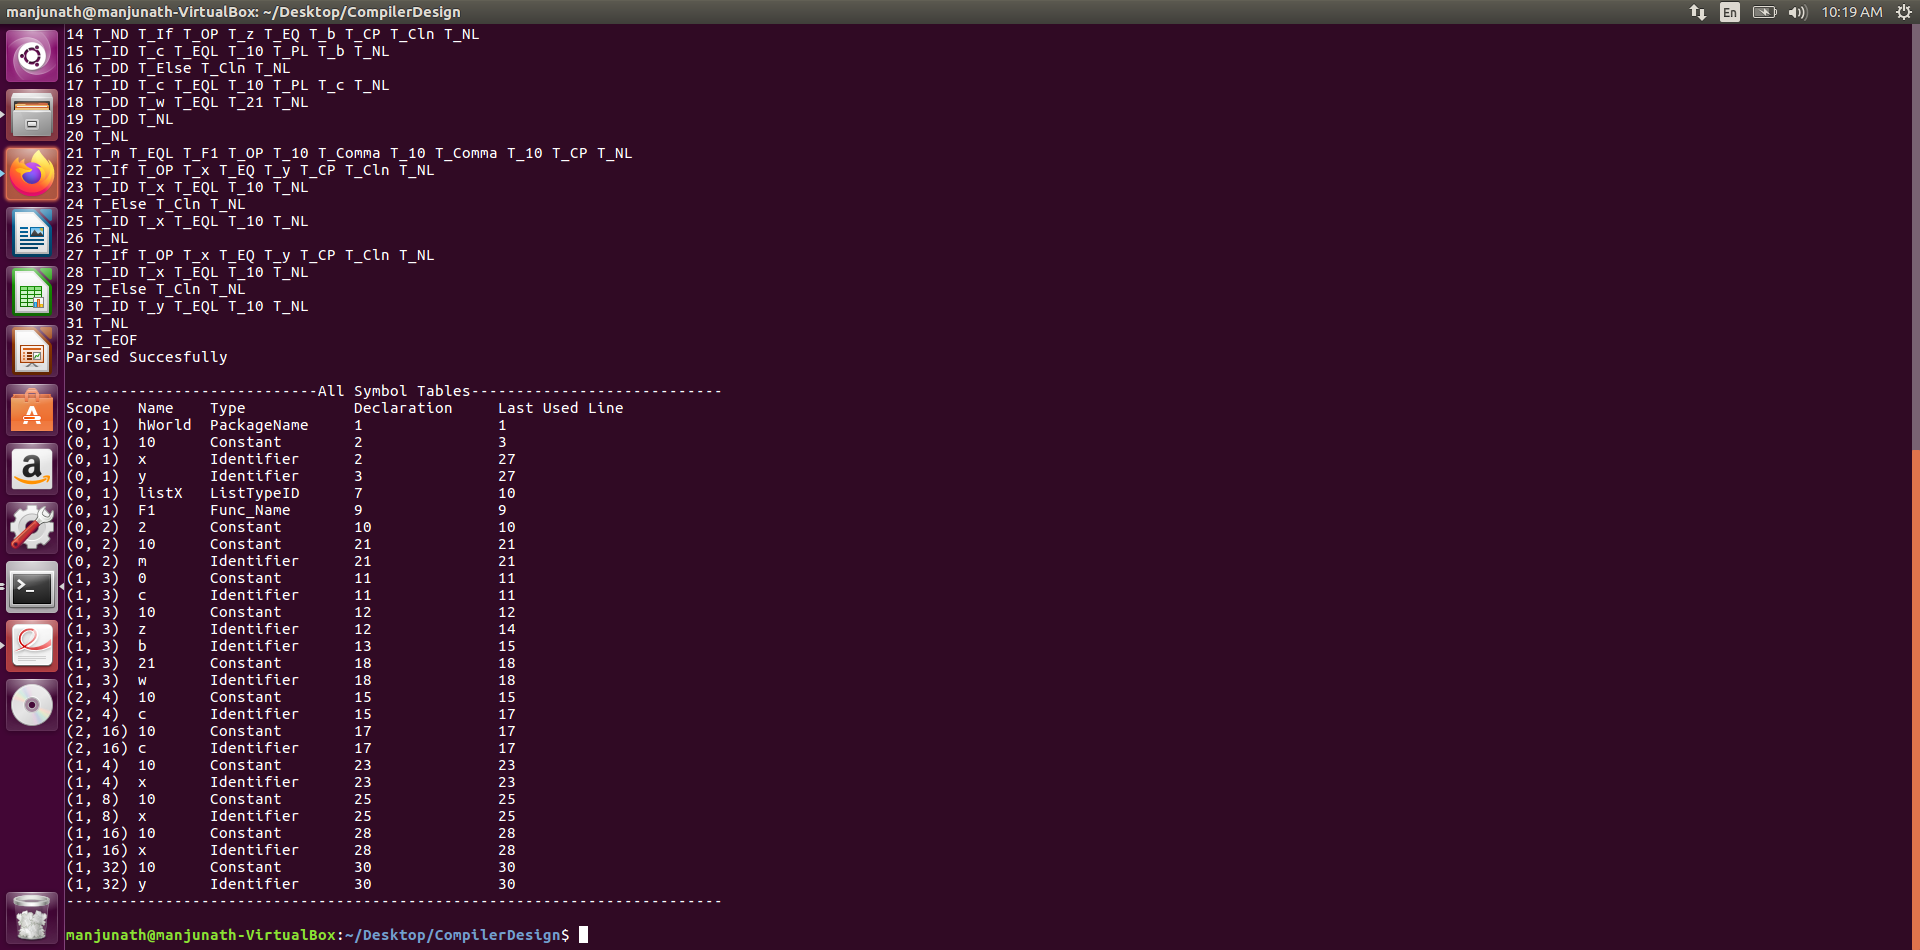 manjunath@manjunath-VirtualBox: ~/Desktop/CompilerDesign
En
10:19 AM
14 T_ND T_If T_OP T_z T_EQ T_b T_CP T_Cln T_NL
15 T_ID T_c T_EQL T_10 T_PL T_b T_NL
16 T_DD T_Else T_Cln T_NL
17 T_ID T_c T_EQL T_10 T_PL T_c T_NL
18 T_DD T_w T_EQL T_21 T_NL
19 T_DD T_NL
20 T_NL
21 T_m T_EQL T_F1 T_OP T_10 T_Comma T_10 T_Comma T_10 T_CP T_NL
22 T_If T_OP T_x T_EQ T_y T_CP T_Cln T_NL
23 T_ID T_x T_EQL T_10 T_NL
24 T_Else T_Cln T_NL
25 T_ID T_x T_EQL T_10 T_NL
26 T_NL
27 T_If T_OP T_x T_EQ T_y T_CP T_Cln T_NL
28 T_ID T_x T_EQL T_10 T_NL
29 T_Else T_Cln T_NL
30 T_ID T_y T_EQL T_10 T_NL
31 T_NL
32 T_EOF
Parsed Succesfully
----------------------------All Symbol Tables----------------------------
Scope Name Type Declaration Last Used Line
(0, 1) hWorld PackageName 1 1
(0, 1) 10 Constant 2 3
(0, 1) x Identifier 2 27
(0, 1) y Identifier 3 27
(0, 1) listX ListTypeID 7 10
(0, 1) F1 Func_Name 9 9
(0, 2) 2 Constant 10 10
(0, 2) 10 Constant 21 21
(0, 2) m Identifier 21 21
(1, 3) 0 Constant 11 11
(1, 3) c Identifier 11 11
(1, 3) 10 Constant 12 12
(1, 3) z Identifier 12 14
(1, 3) b Identifier 13 15
(1, 3) 21 Constant 18 18
(1, 3) w Identifier 18 18
(2, 4) 10 Constant 15 15
(2, 4) c Identifier 15 17
(2, 16) 10 Constant 17 17
(2, 16) c Identifier 17 17
(1, 4) 10 Constant 23 23
(1, 4) x Identifier 23 23
(1, 8) 10 Constant 25 25
(1, 8) x Identifier 25 25
(1, 16) 10 Constant 28 28
(1, 16) x Identifier 28 28
(1, 32) 10 Constant 30 30
(1, 32) y Identifier 30 30
-------------------------------------------------------------------------
manjunath@manjunath-VirtualBox:~/Desktop/CompilerDesign$